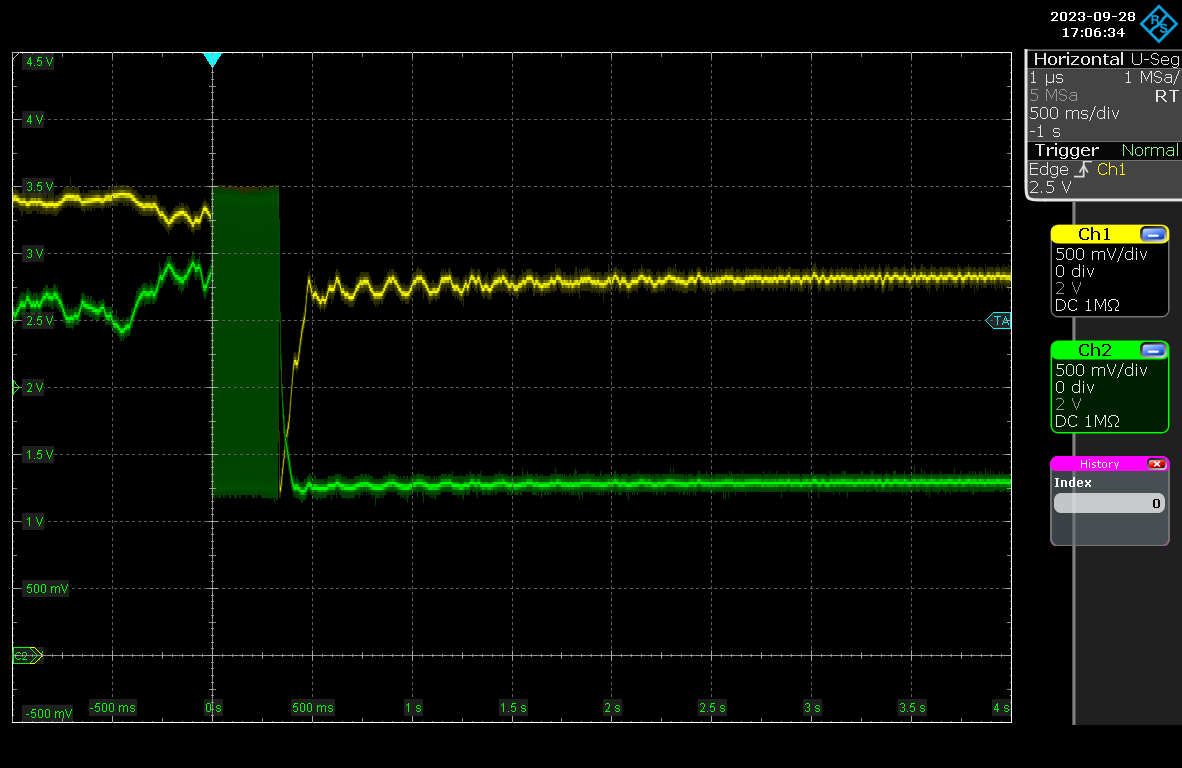 2023-09-28
17:06:34
R
S
Horizontal U-Seg
1 µs 1 MSa/
5 MSa RT
500 ms/div
-1 s
Trigger Normal
Edge Ch1
2.5 V
Ch1
500 mV/div
0 div
2 V
DC 1MΩ
Ch2
500 mV/div
0 div
2 V
DC 1MΩ
History
Index
0
4.5 V
4 V
3.5 V
3 V
2.5 V
TA
2 V
1.5 V
1 V
500 mV
C2
-500 mV
-500 ms
0 s
500 ms
1 s
1.5 s
2 s
2.5 s
3 s
3.5 s
4 s